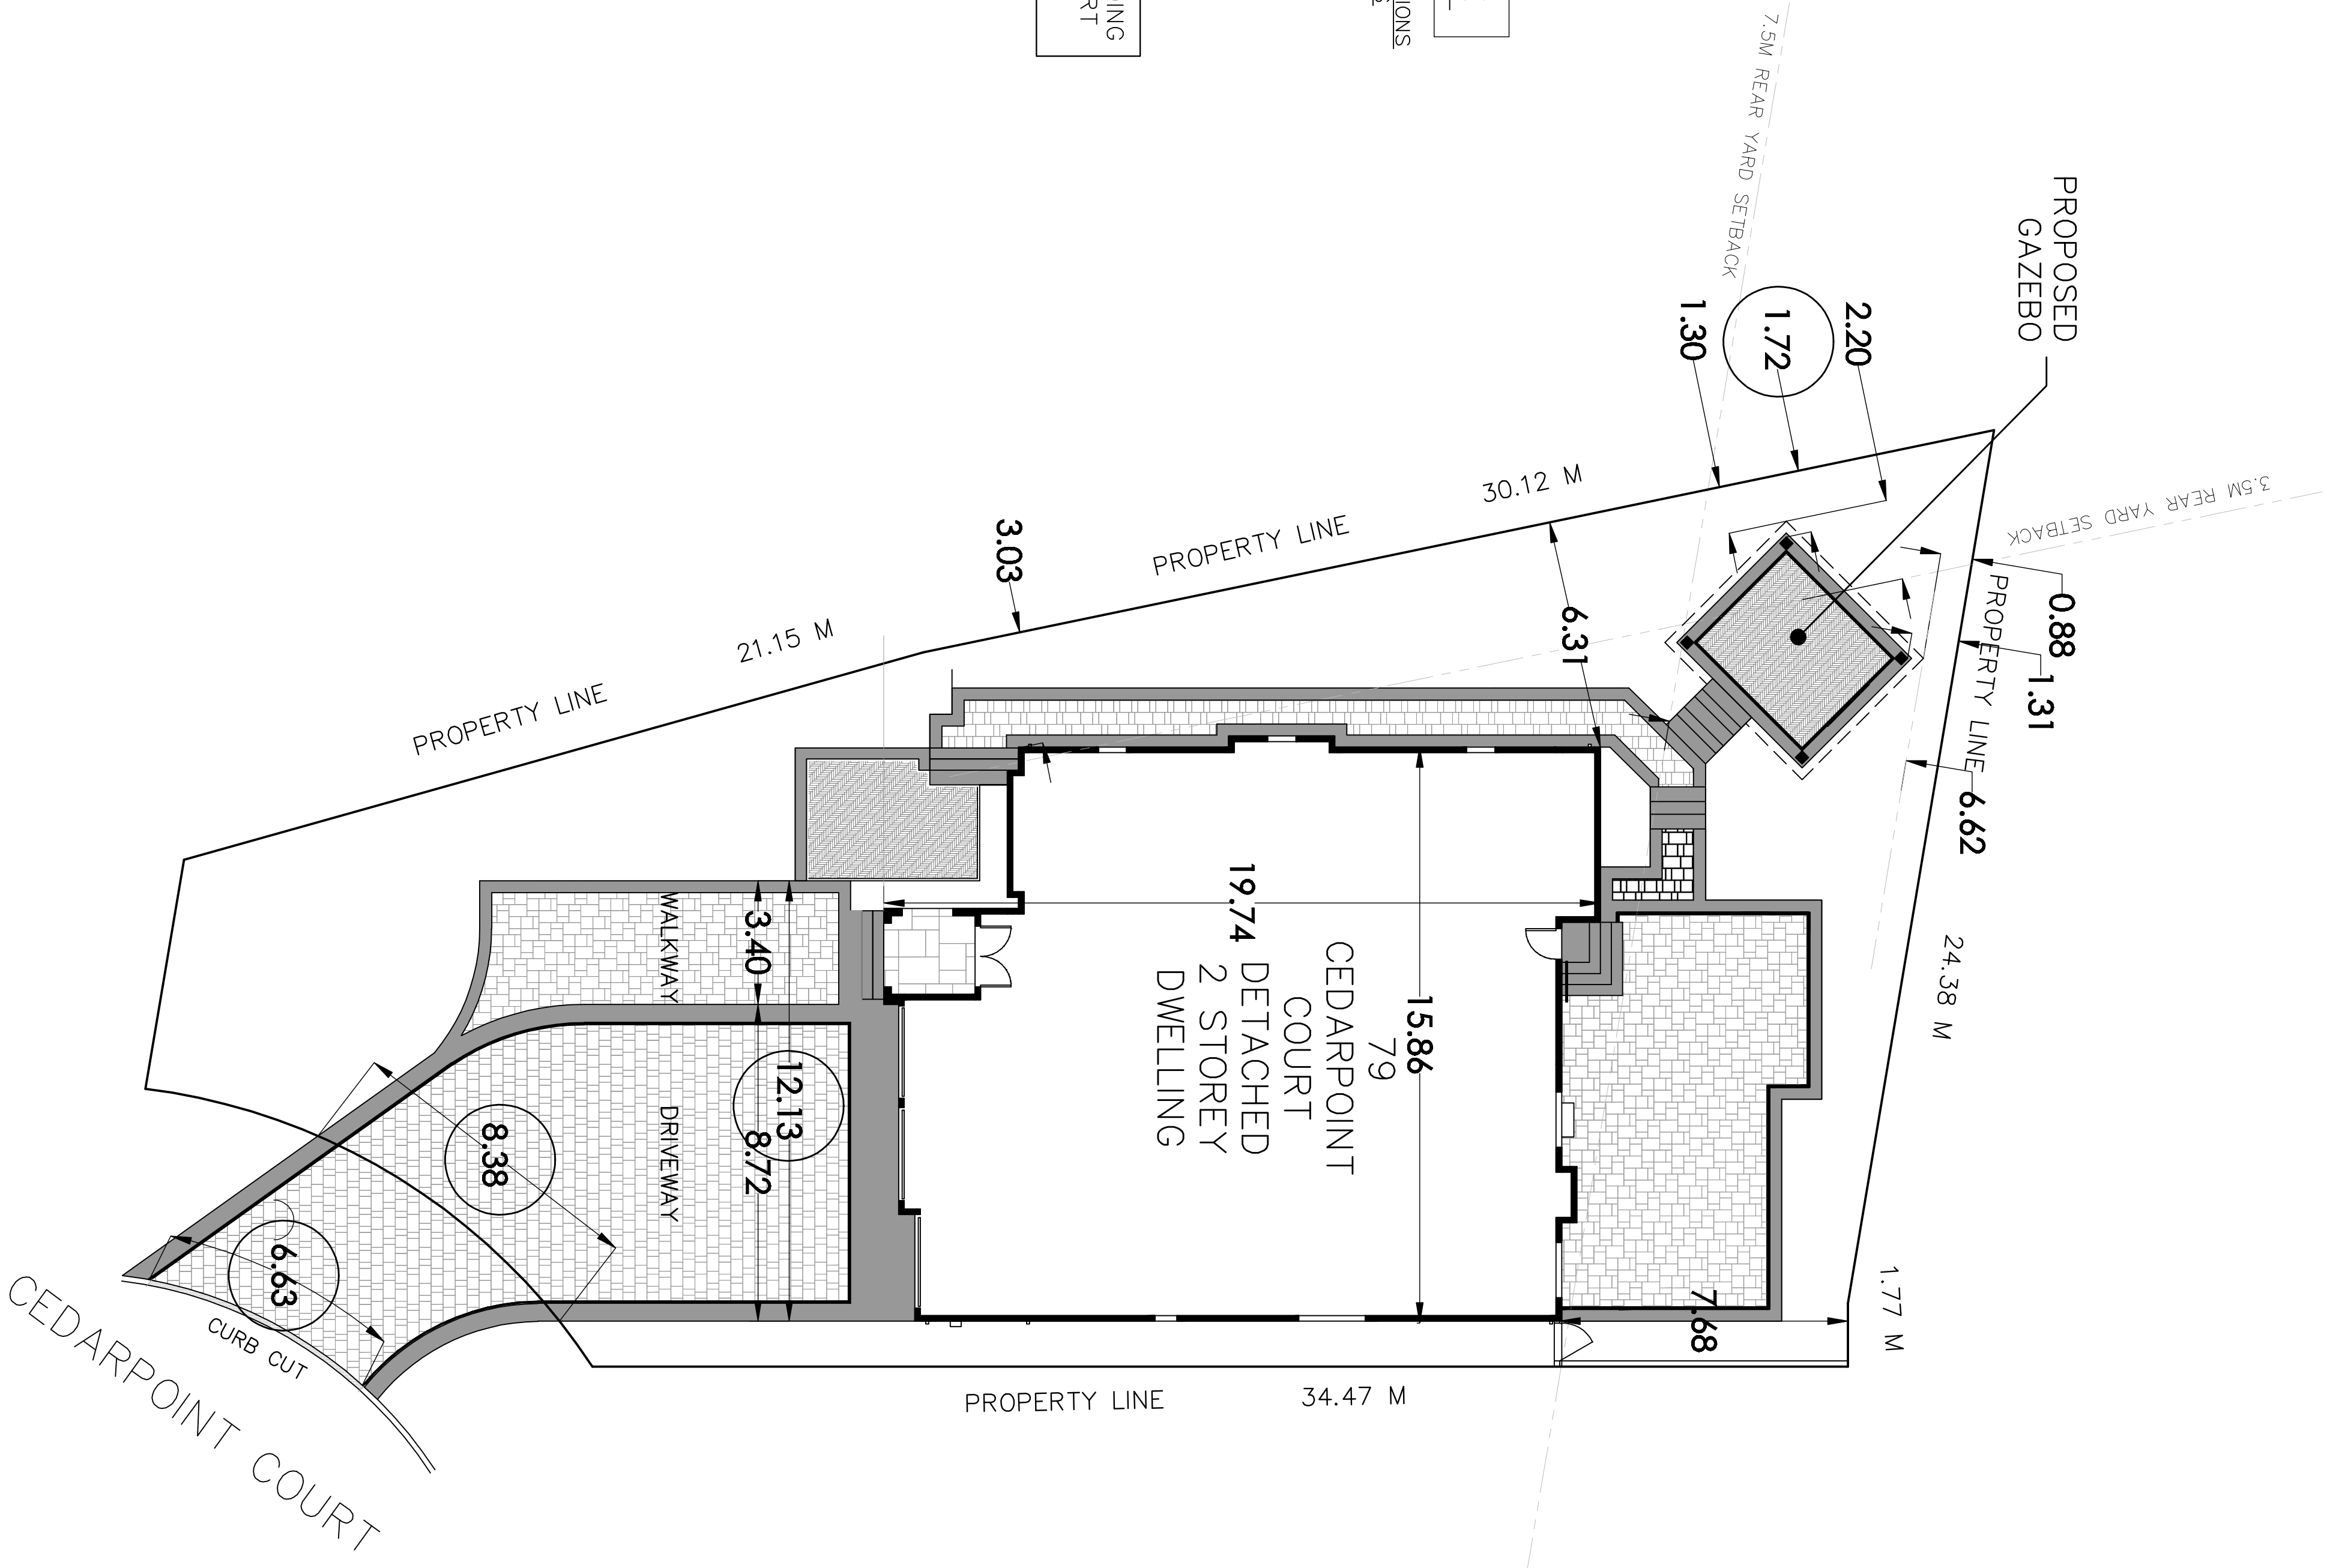 DING
RT
IONS
7.5M REAR YARD SETBACK
PROPOSED
GAZEBO
2.20
1.72
1.30
3.5M REAR YARD SETBACK
30.12 M
PROPERTY LINE
3.03
6.31
0.88
1.31
PROPERTY LINE
6.62
24.38 M
21.15 M
PROPERTY LINE
19.74
15.86
CEDARPOINT
COURT
79
DETACHED
2 STOREY
DWELLING
WALKWAY
3.40
12.13
8.72
DRIVEWAY
8.38
6.63
CURB CUT
CEDARPOINT COURT
7.68
1.77 M
PROPERTY LINE
34.47 M